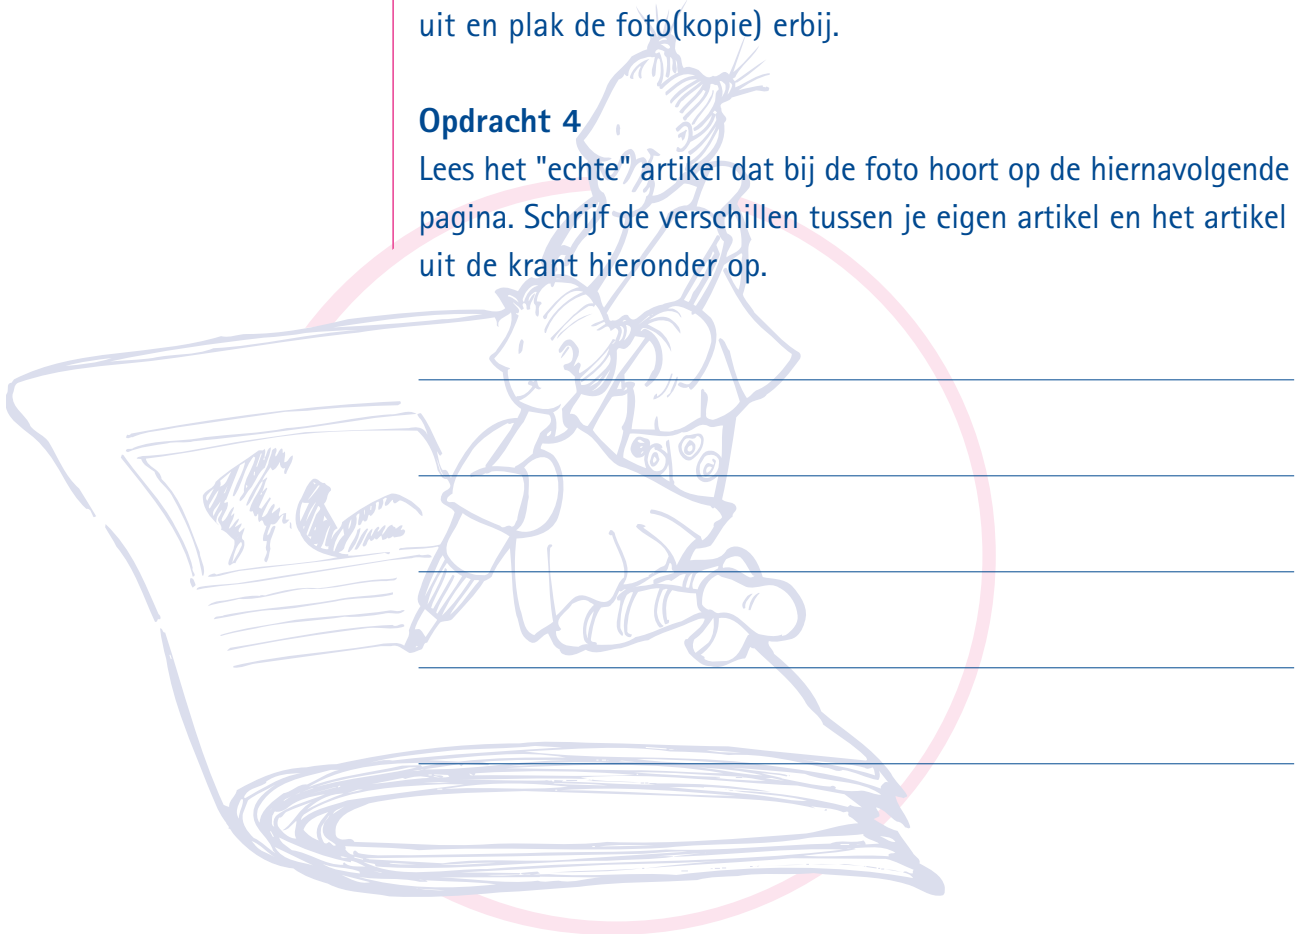 uit en plak de foto(kopie) erbij.
Opdracht 4
Lees het "echte" artikel dat bij de foto hoort op de hiernavolgende
pagina. Schrijf de verschillen tussen je eigen artikel en het artikel
uit de krant hieronder op.